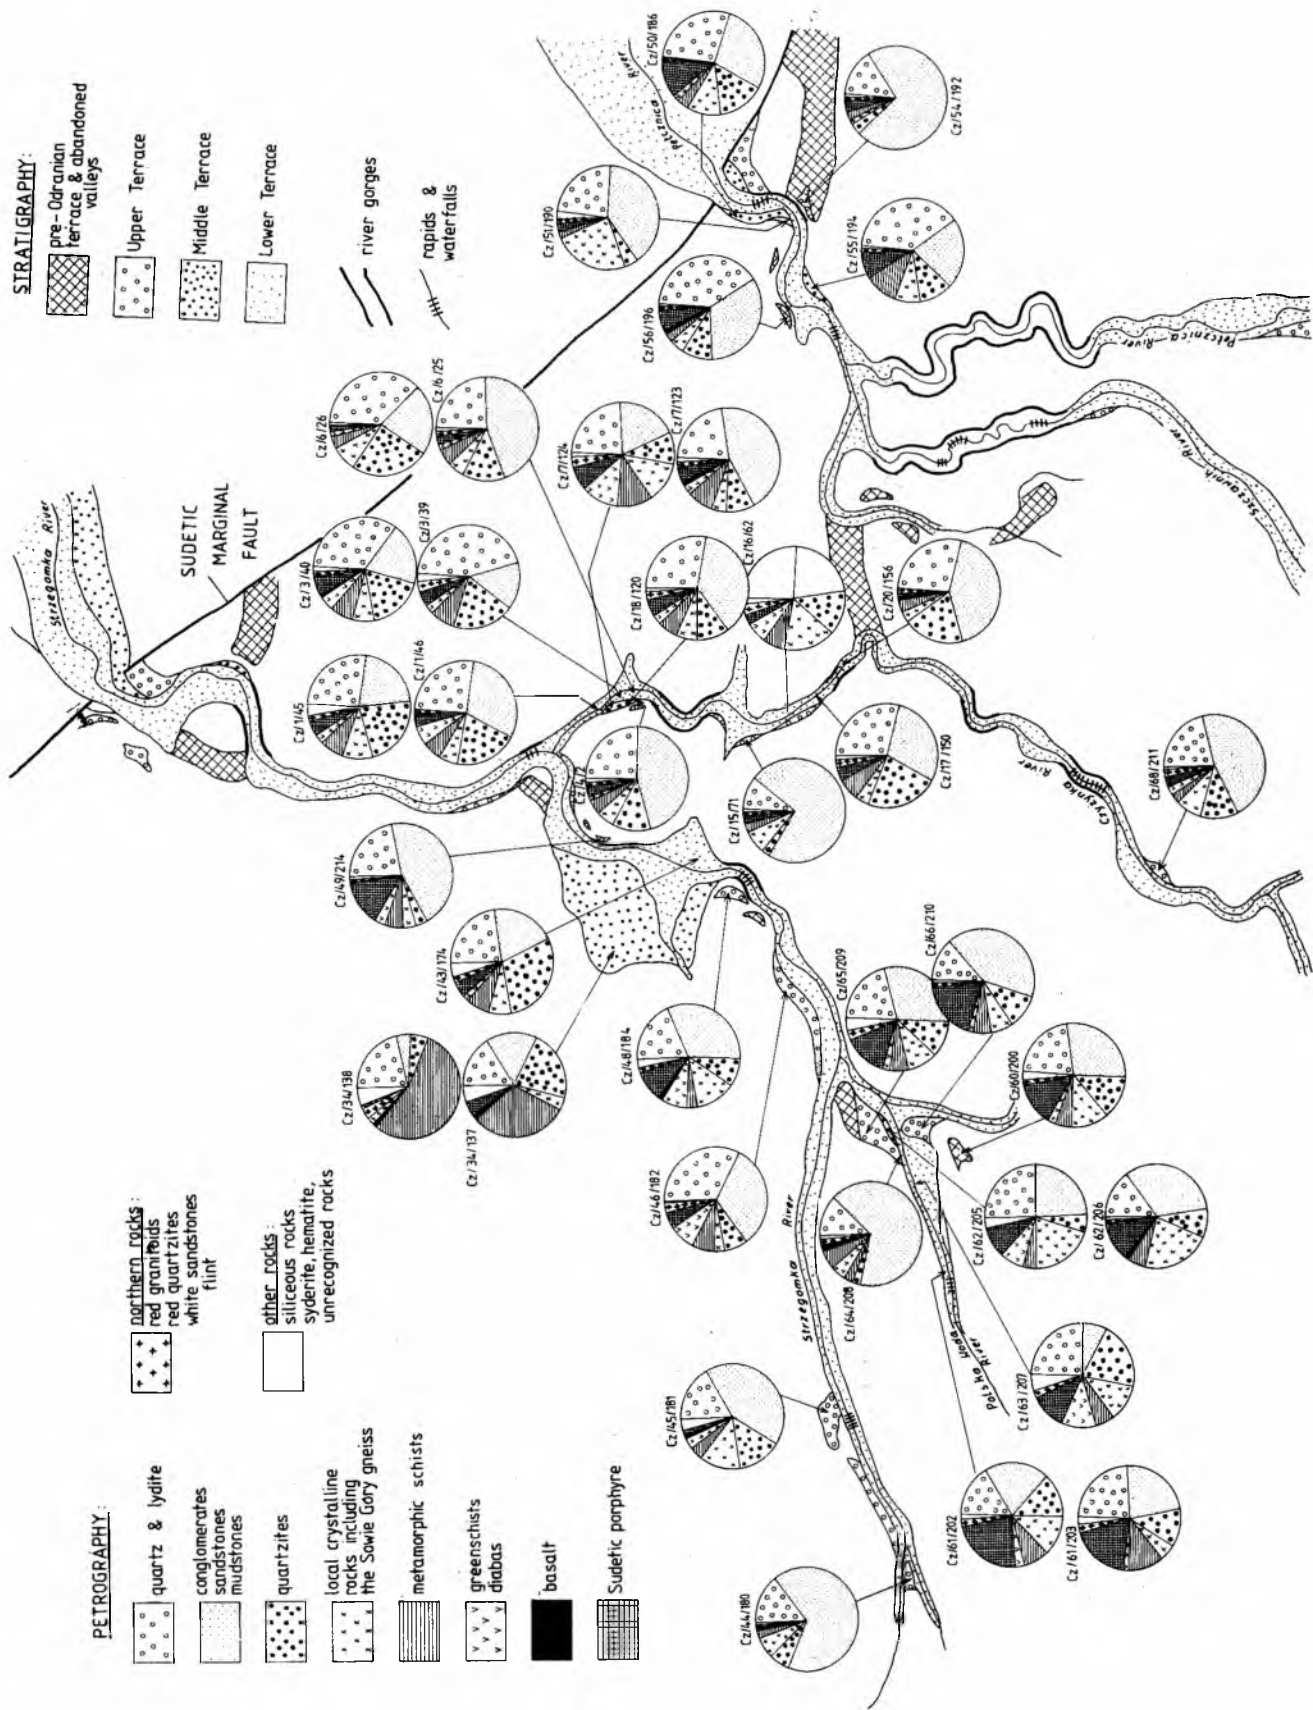 PETROGRAPHY:
quartz & lydite
conglomerates
sandstones
mudstones
quartzites
local crystalline
rocks including
the Sowie Góry gneiss
metamorphic schists
greenschists
diabas
basalt
Sudetic porphyre
northern rocks:
red granitoids
red quartzites
white sandstones
flint
other rocks:
siliceous rocks
syderite, hematite,
unrecognized rocks
STRATIGRAPHY:
pre-Odranian
terrace & abandoned
valleys
Upper Terrace
Middle Terrace
Lower Terrace
river gorges
rapids &
waterfalls
SUDETIC
MARGINAL
FAULT
Strzegomka River
Pełcznica River
Pełcznica River
Szczawnik River
Czyżynka River
Strzegomka River
Polska Woda River
Cz/44/180
Cz/45/181
Cz/61/202
Cz/61/203
Cz/63/207
Cz/62/205
Cz/62/206
Cz/64/208
Cz/46/182
Cz/60/200
Cz/66/210
Cz/65/209
Cz/48/184
Cz/34/138
Cz/34/137
Cz/43/174
Cz/49/214
Cz/4/2
Cz/15/71
Cz/17/150
Cz/68/211
Cz/20/156
Cz/1/45
Cz/1/46
Cz/18/120
Cz/16/62
Cz/3/40
Cz/3/39
Cz/7/124
Cz/7/123
Cz/6/26
Cz/6/25
Cz/56/196
Cz/55/194
Cz/51/190
Cz/54/192
Cz/50/186